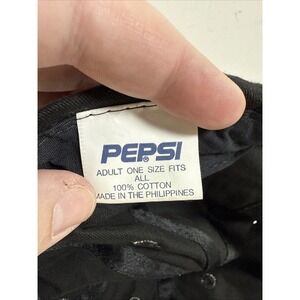 PEPSI®
ADULT ONE SIZE FITS
ALL
100% COTTON
MADE IN THE PHILIPPINES